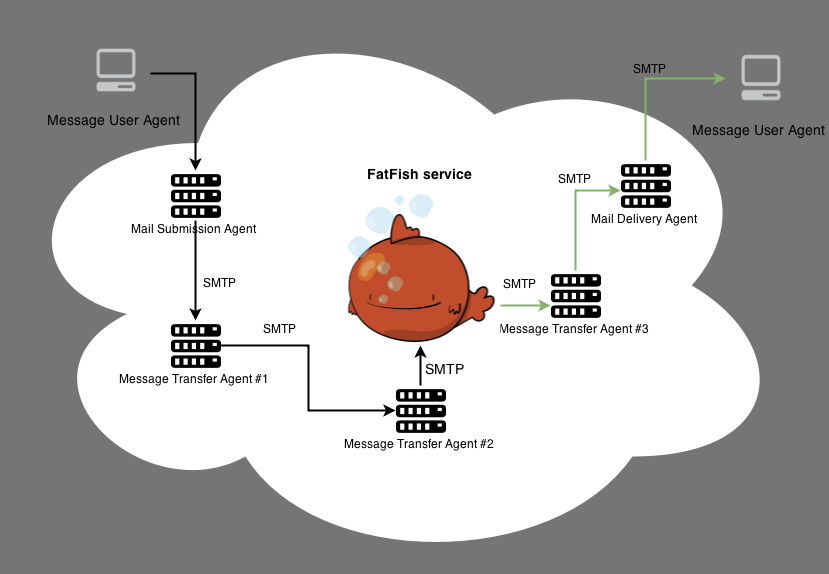 SMTP
Message User Agent
Message User Agent
FatFish service
SMTP
Mail Submission Agent
Mail Delivery Agent
SMTP
SMTP
SMTP
Message Transfer Agent #3
Message Transfer Agent #1
SMTP
Message Transfer Agent #2